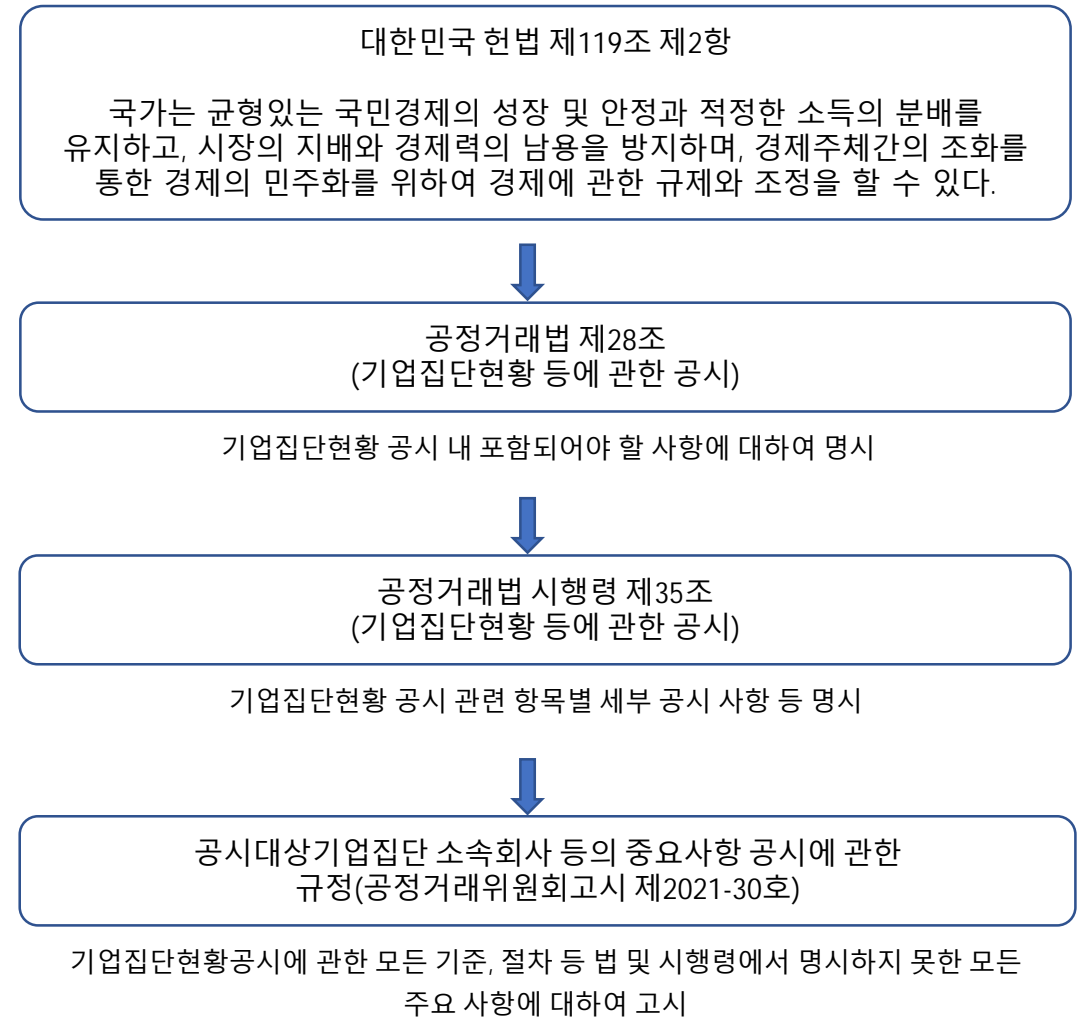 대한민국 헌법 제119조 제2항
국가는 균형있는 국민경제의 성장 및 안정과 적정한 소득의 분배를
유지하고, 시장의 지배와 경제력의 남용을 방지하며, 경제주체간의 조화를
통한 경제의 민주화를 위하여 경제에 관한 규제와 조정을 할 수 있다.
공정거래법 제28조
(기업집단현황 등에 관한 공시)
기업집단현황 공시 내 포함되어야 할 사항에 대하여 명시
공정거래법 시행령 제35조
(기업집단현황 등에 관한 공시)
기업집단현황 공시 관련 항목별 세부 공시 사항 등 명시
공시대상기업집단 소속회사 등의 중요사항 공시에 관한
규정(공정거래위원회고시 제2021-30호)
기업집단현황공시에 관한 모든 기준, 절차 등 법 및 시행령에서 명시하지 못한 모든
주요 사항에 대하여 고시